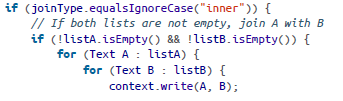 if (joinType.equalsIgnoreCase("inner")) {
// If both lists are not empty, join A with B
if (!listA.isEmpty() && !listB.isEmpty()) {
for (Text A : listA) {
for (Text B : listB) {
context.write(A, B);